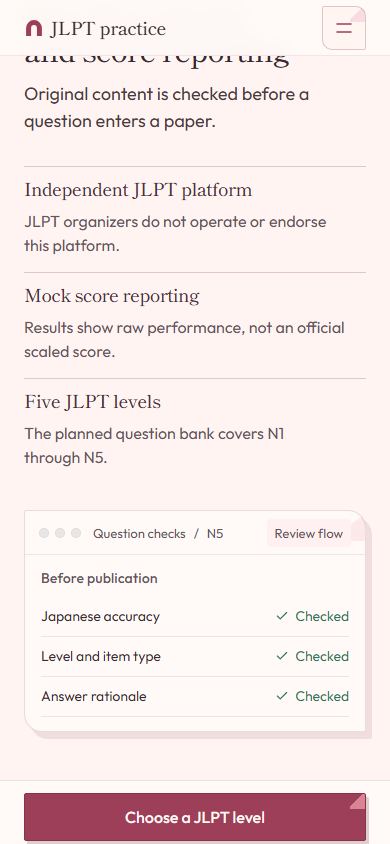 JLPT practice
and score reporting
Original content is checked before a
question enters a paper.
Independent JLPT platform
JLPT organizers do not operate or endorse
this platform.
Mock score reporting
Results show raw performance, not an official
scaled score.
Five JLPT levels
The planned question bank covers N1
through N5.
Question checks / N5
Review flow
Before publication
Japanese accuracy
Checked
Level and item type
Checked
Answer rationale
Checked
Choose a JLPT level